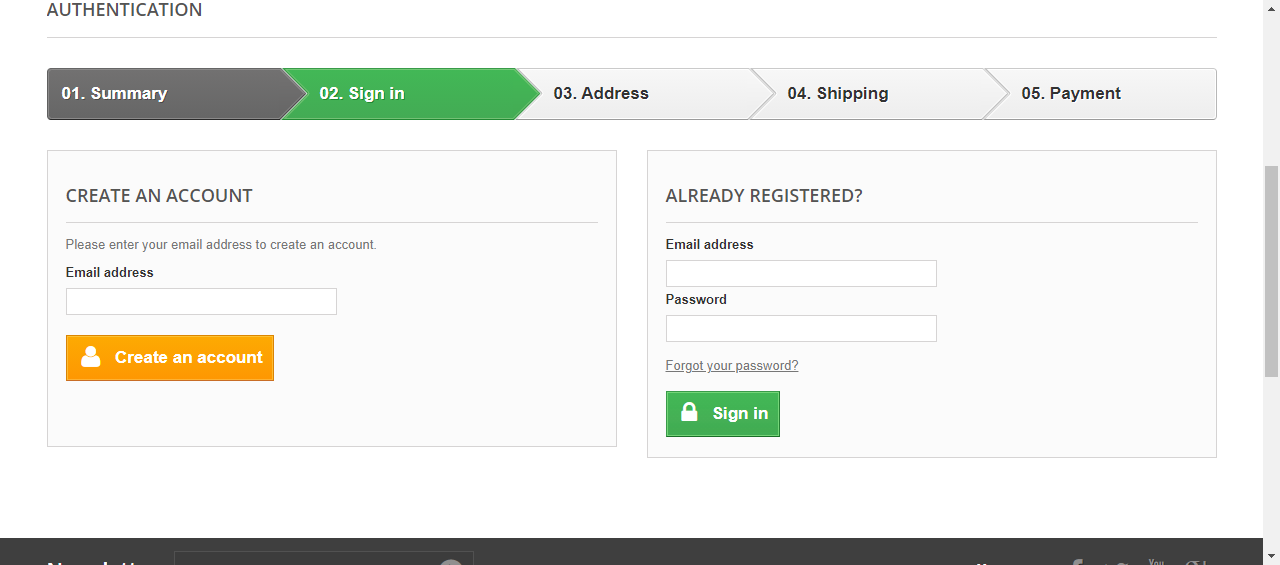 AUTHENTICATION
01. Summary
02. Sign in
03. Address
04. Shipping
05. Payment
CREATE AN ACCOUNT
Please enter your email address to create an account.
Email address
Create an account
ALREADY REGISTERED?
Email address
Password
Forgot your password?
Sign in